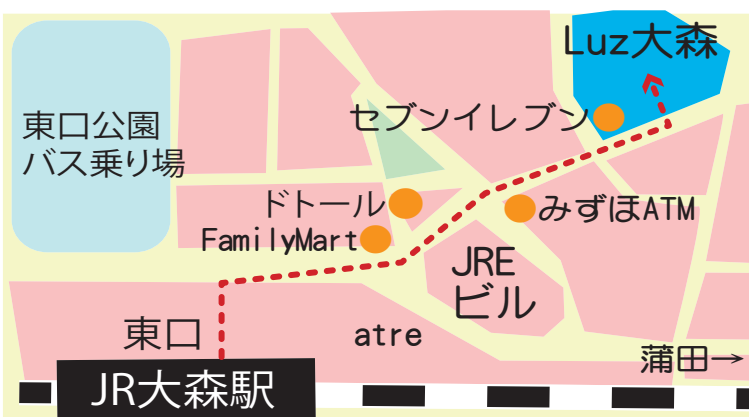 Luz大森
セブンイレブン
東口公園
バス乗り場
ドトール
みずほATM
FamilyMart
JRE
ビル
東口
atre
蒲田→
JR大森駅